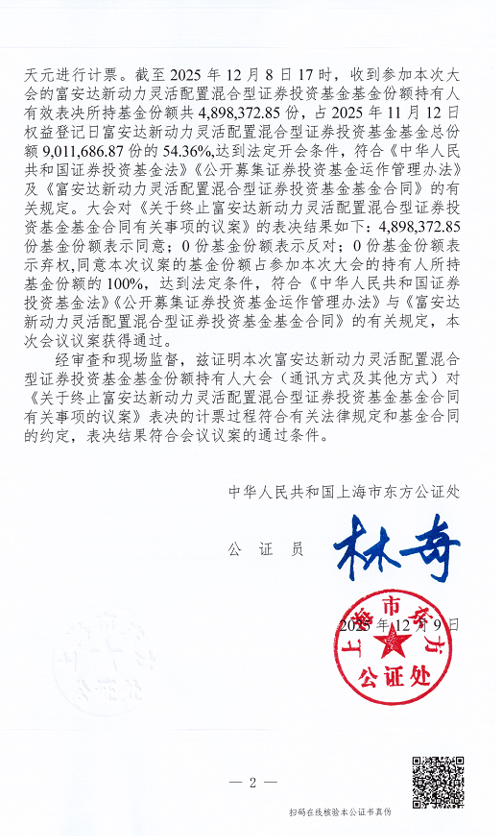 天元进行计票。截至 2025 年 12 月 8 日 17 时，收到参加本次大
会的富安达新动力灵活配置混合型证券投资基金基金份额持有人
有效表决所持基金份额共 4,898,372.85 份，占 2025 年 11 月 12 日
权益登记日富安达新动力灵活配置混合型证券投资基金基金总份
额 9,011,686.87 份的 54.36%,达到法定开会条件，符合《中华人民
共和国证券投资基金法》《公开募集证券投资基金运作管理办法》
及《富安达新动力灵活配置混合型证券投资基金基金合同》的有
关规定。大会对《关于终止富安达新动力灵活配置混合型证券投
资基金基金合同有关事项的议案》的表决结果如下：4,898,372.85
份基金份额表示同意；0 份基金份额表示反对；0 份基金份额表
示弃权,同意本次议案的基金份额占参加本次大会的持有人所持
基金份额的 100%，达到法定条件，符合《中华人民共和国证券
投资基金法》《公开募集证券投资基金运作管理办法》与《富安达
新动力灵活配置混合型证券投资基金基金合同》的有关规定，本
次会议议案获得通过。
经审查和现场监督，兹证明本次富安达新动力灵活配置混合
型证券投资基金基金份额持有人大会（通讯方式及其他方式）对
《关于终止富安达新动力灵活配置混合型证券投资基金基金合同
有关事项的议案》表决的计票过程符合有关法律规定和基金合同
的约定，表决结果符合会议议案的通过条件。
中华人民共和国上海市东方公证处
公 证 员 林奇
2025 年 12 月 9 日
上海市东方
公证处
— 2 —
扫码在线核验本公证书真伪